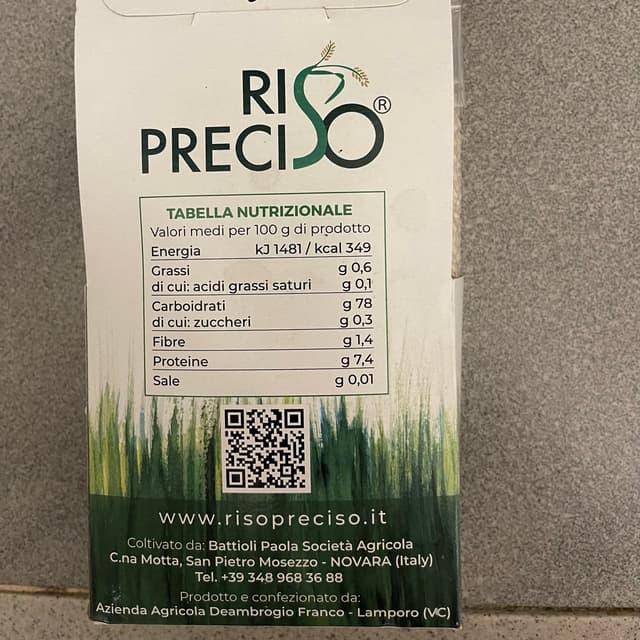 RISO
PRECISO®
TABELLA NUTRIZIONALE
Valori medi per 100 g di prodotto
Energia kJ 1481 / kcal 349
Grassi g 0,6
di cui: acidi grassi saturi g 0,1
Carboidrati g 78
di cui: zuccheri g 0,3
Fibre g 1,4
Proteine g 7,4
Sale g 0,01
www.risopreciso.it
Coltivato da: Battioli Paola Società Agricola
C.na Motta, San Pietro Mosezzo - NOVARA (Italy)
Tel. +39 348 968 36 88
Prodotto e confezionato da:
Azienda Agricola Deambrogio Franco - Lamporo (VC)